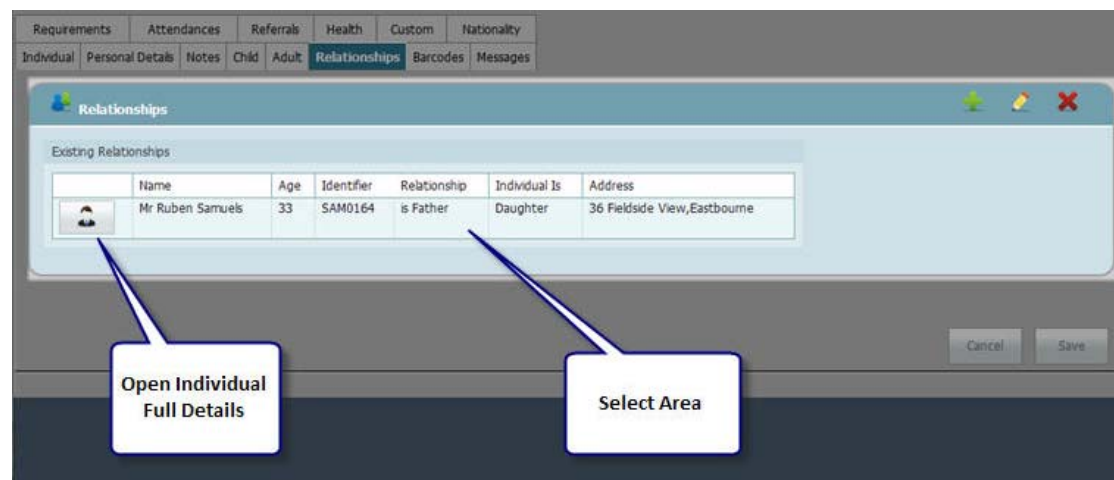 Requirements Attendances Referrals Health Custom Nationality
Individual Personal Details Notes Child Adult Relationships Barcodes Messages
Relationships
Existing Relationships
Name Age Identifier Relationship Individual Is Address
Mr Ruben Samuels 33 SAM0164 is Father Daughter 36 Fieldside View,Eastbourne
Cancel Save
Open Individual
Full Details
Select Area